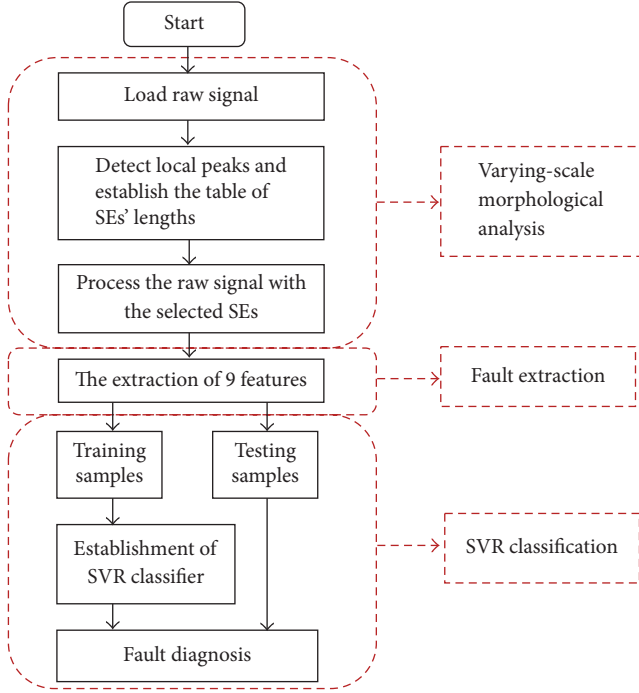 Start
Load raw signal
Detect local peaks and
establish the table of
SEs' lengths
Varying-scale
morphological
analysis
Process the raw signal with
the selected SEs
The extraction of 9 features
Fault extraction
Training
samples
Testing
samples
Establishment of
SVR classifier
SVR classification
Fault diagnosis